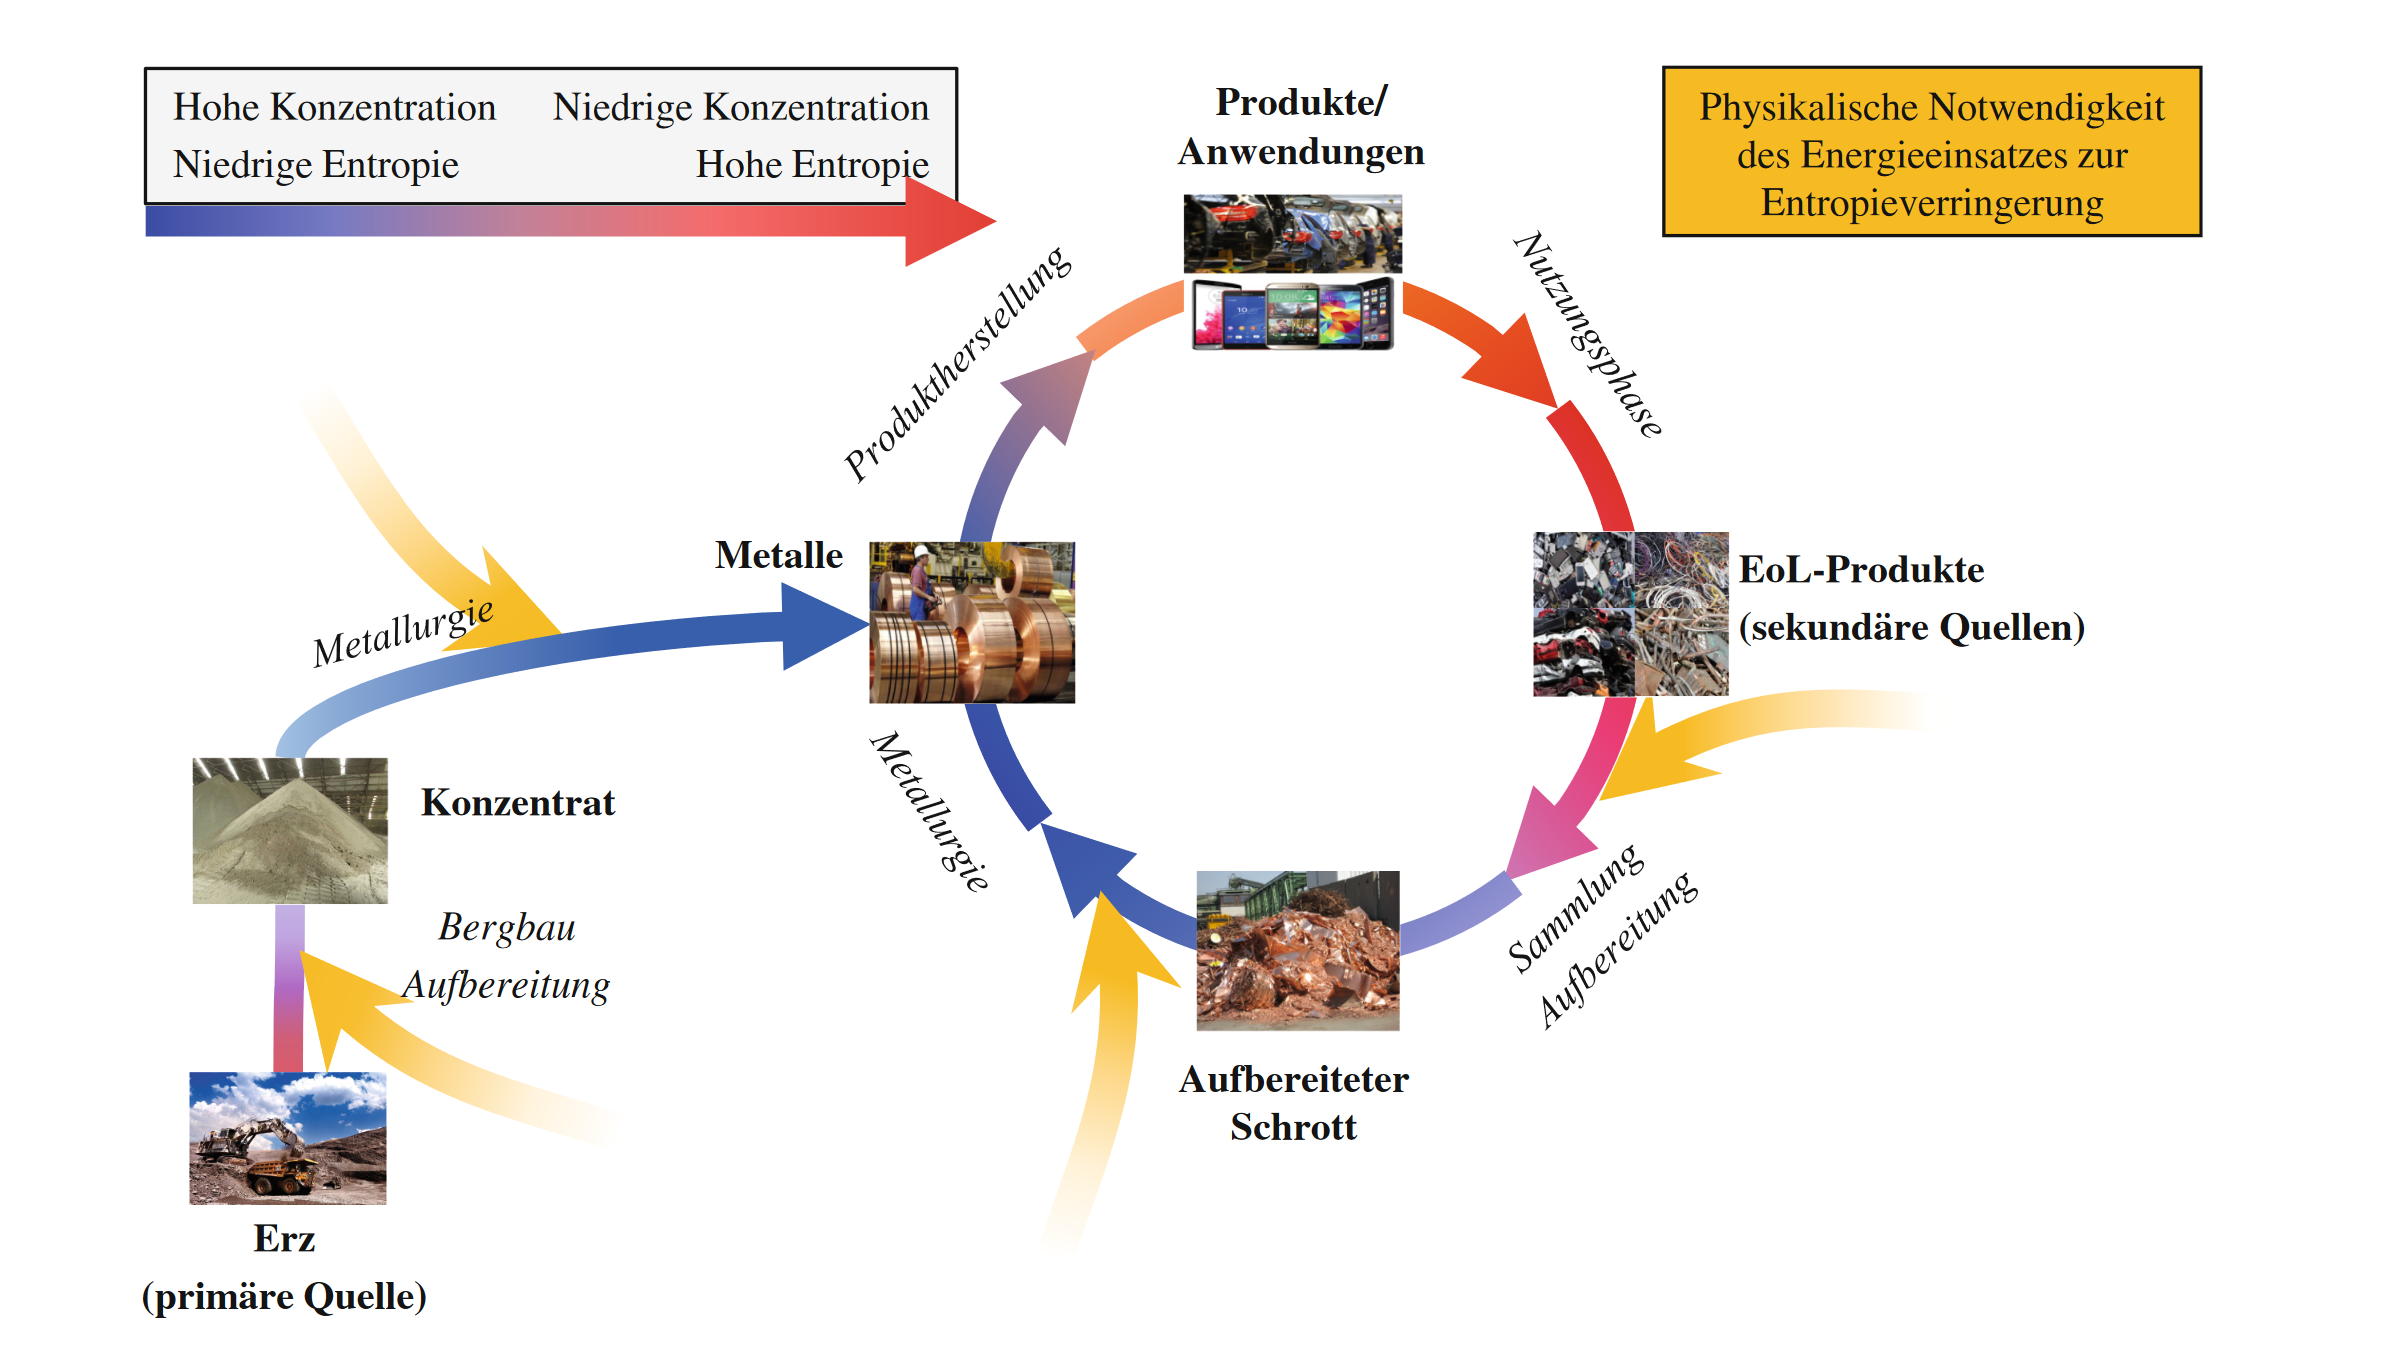 Hohe Konzentration Niedrige Konzentration
Niedrige Entropie Hohe Entropie
Produkte/
Anwendungen
Physikalische Notwendigkeit
des Energieeinsatzes zur
Entropieverringerung
Produktherstellung
Nutzungsphase
Metalle
EoL-Produkte
(sekundäre Quellen)
Metallurgie
Konzentrat
Metallurgie
Bergbau
Aufbereitung
Sammlung
Aufbereitung
Aufbereiteter
Schrott
Erz
(primäre Quelle)